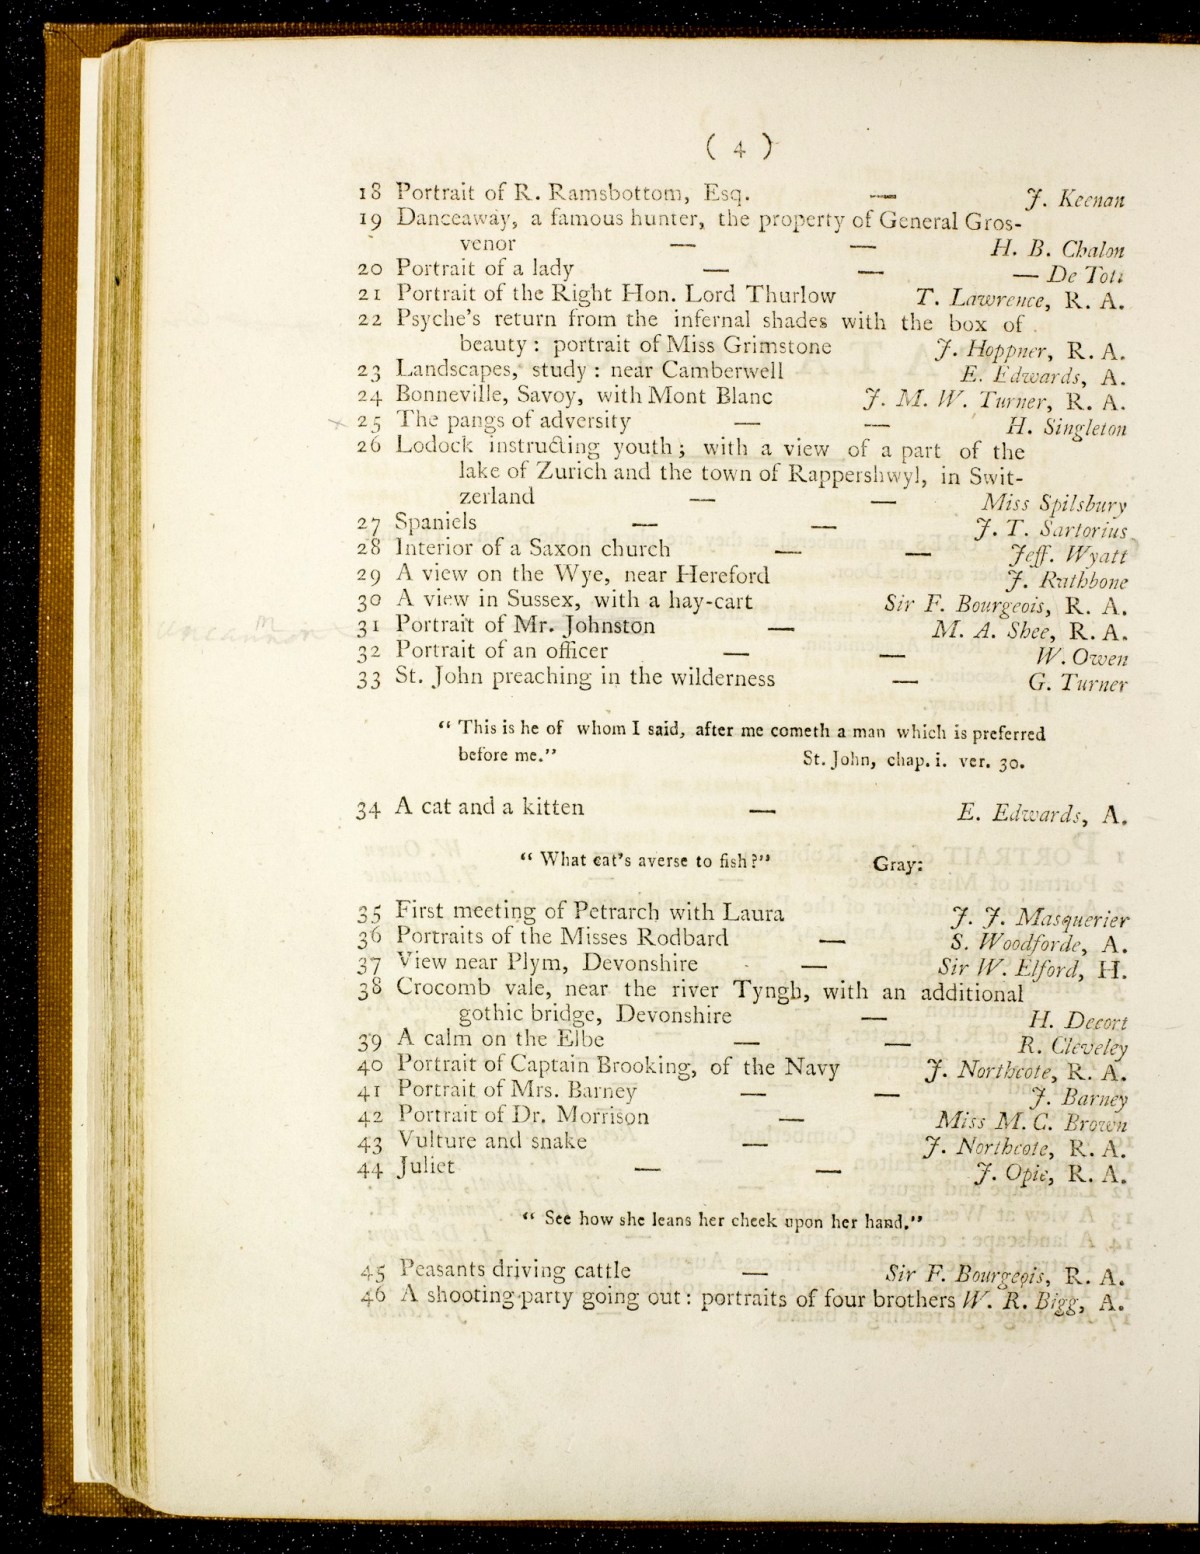 ( 4 )
18 Portrait of R. Ramsbottom, Esq. — J. Keenan
19 Danceaway, a famous hunter, the property of General Gros-
venor — — H. B. Chalon
20 Portrait of a lady — — — De Toti
21 Portrait of the Right Hon. Lord Thurlow T. Lawrence, R. A.
22 Psyche's return from the infernal shades with the box of
beauty : portrait of Miss Grimstone J. Hoppner, R. A.
23 Landscapes, study : near Camberwell E. Edwards, A.
24 Bonneville, Savoy, with Mont Blanc J. M. W. Turner, R. A.
x 25 The pangs of adversity — — H. Singleton
26 Lodock instructing youth ; with a view of a part of the
lake of Zurich and the town of Rappershwyl, in Swit-
zerland — — Miss Spilsbury
27 Spaniels — — J. T. Sartorius
28 Interior of a Saxon church — — Jeff. Wyatt
29 A view on the Wye, near Hereford J. Rathbone
30 A view in Sussex, with a hay-cart Sir F. Bourgeois, R. A.
31 Portrait of Mr. Johnston — M. A. Shee, R. A.
32 Portrait of an officer — — W. Owen
33 St. John preaching in the wilderness — G. Turner
“ This is he of whom I said, after me cometh a man which is preferred
before me.” St. John, chap. i. ver. 30.
34 A cat and a kitten — E. Edwards, A.
“ What cat's averse to fish ?” Gray:
35 First meeting of Petrarch with Laura J. J. Masquerier
36 Portraits of the Misses Rodbard — S. Woodforde, A.
37 View near Plym, Devonshire — Sir W. Elford, H.
38 Crocomb vale, near the river Tyngh, with an additional
gothic bridge, Devonshire — H. Decort
39 A calm on the Elbe — — R. Cleveley
40 Portrait of Captain Brooking, of the Navy J. Northcote, R. A.
41 Portrait of Mrs. Barney — — J. Barney
42 Portrait of Dr. Morrison — Miss M. C. Brown
43 Vulture and snake — J. Northcote, R. A.
44 Juliet — — J. Opie, R. A.
“ See how she leans her cheek upon her hand.”
45 Peasants driving cattle — Sir F. Bourgeois, R. A.
46 A shooting-party going out : portraits of four brothers W. R. Bigg, A.